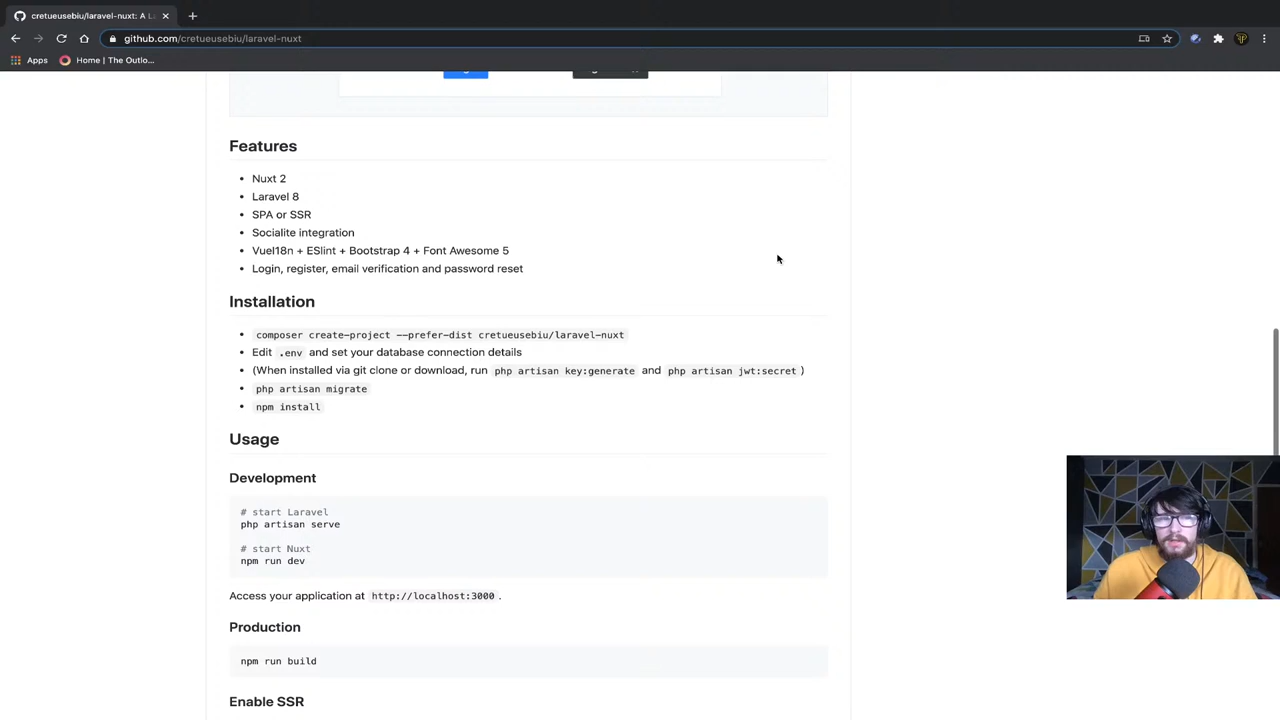 cretueusebiu/laravel-nuxt: A La
github.com/cretueusebiu/laravel-nuxt
Apps
Home | The Outlo...
Features
• Nuxt 2
• Laravel 8
• SPA or SSR
• Socialite integration
• VueI18n + ESlint + Bootstrap 4 + Font Awesome 5
• Login, register, email verification and password reset
Installation
• composer create-project --prefer-dist cretueusebiu/laravel-nuxt
• Edit .env and set your database connection details
• (When installed via git clone or download, run php artisan key:generate and php artisan jwt:secret )
• php artisan migrate
• npm install
Usage
Development
# start Laravel
php artisan serve
# start Nuxt
npm run dev
Access your application at http://localhost:3000 .
Production
npm run build
Enable SSR